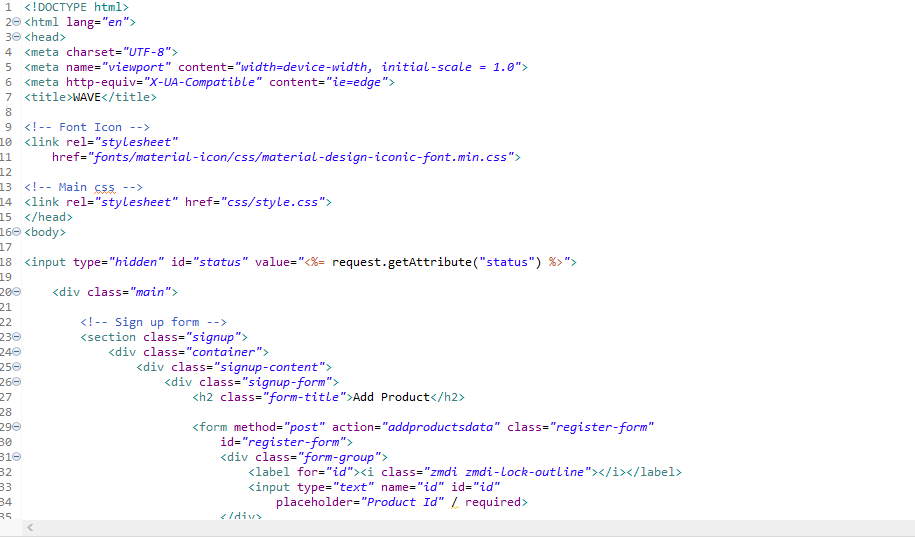 1 <!DOCTYPE html>
2 <html lang="en">
3 <head>
4 <meta charset="UTF-8">
5 <meta name="viewport" content="width=device-width, initial-scale = 1.0">
6 <meta http-equiv="X-UA-Compatible" content="ie=edge">
7 <title>WAVE</title>
8
9 <!-- Font Icon -->
10 <link rel="stylesheet"
11     href="fonts/material-icon/css/material-design-iconic-font.min.css">
12
13 <!-- Main css -->
14 <link rel="stylesheet" href="css/style.css">
15 </head>
16 <body>
17
18 <input type="hidden" id="status" value="<%= request.getAttribute("status") %>">
19
20     <div class="main">
21
22         <!-- Sign up form -->
23         <section class="signup">
24             <div class="container">
25                 <div class="signup-content">
26                     <div class="signup-form">
27                         <h2 class="form-title">Add Product</h2>
28
29                         <form method="post" action="addproductsdata" class="register-form"
30                             id="register-form">
31                             <div class="form-group">
32                                 <label for="id"><i class="zmdi zmdi-lock-outline"></i></label>
33                                 <input type="text" name="id" id="id"
34                                     placeholder="Product Id" / required>
35                             </div>